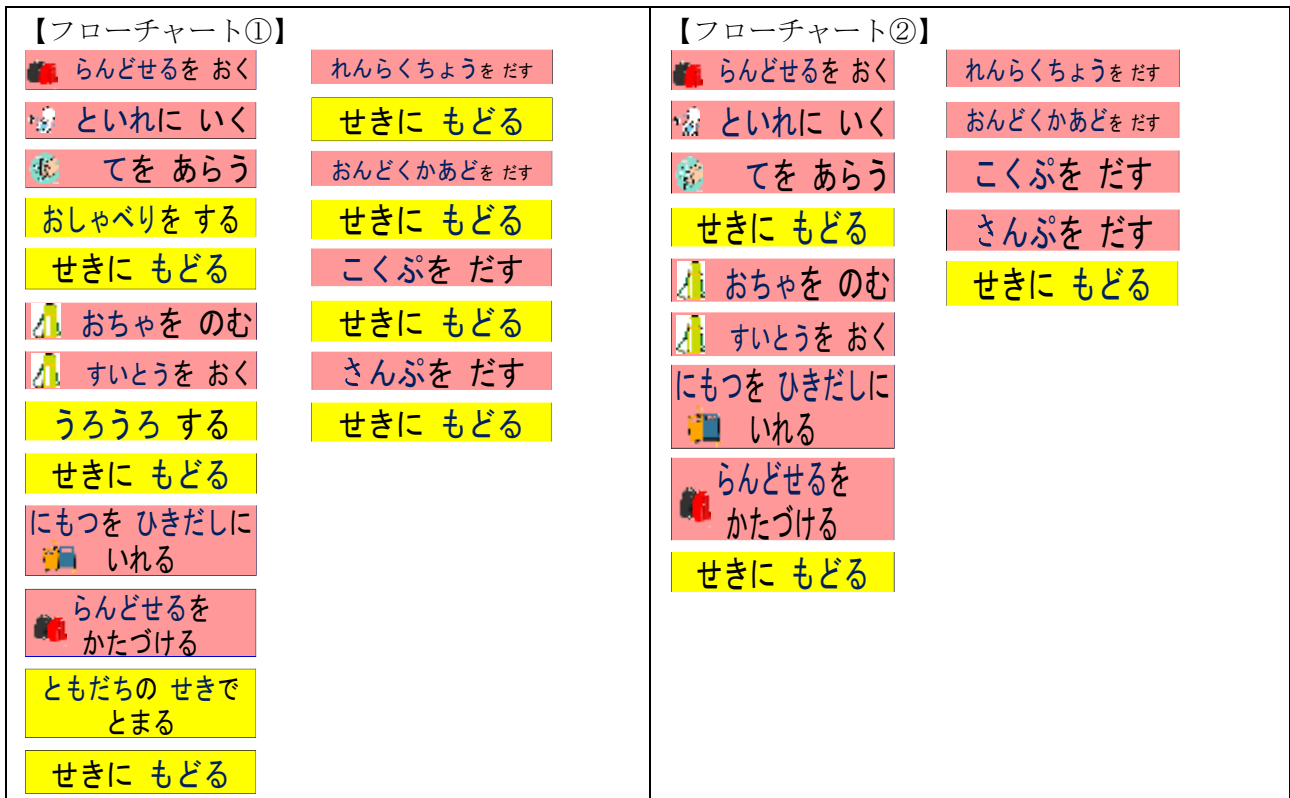 【フローチャート①】
らんどせるを おく
といれに いく
てを あらう
おしゃべりを する
せきに もどる
おちゃを のむ
すいとうを おく
うろうろ する
せきに もどる
にもつを ひきだしに
いれる
らんどせるを
かたづける
ともだちの せきで
とまる
せきに もどる
れんらくちょうを だす
せきに もどる
おんどくかあどを だす
せきに もどる
こくぷを だす
せきに もどる
さんぷを だす
せきに もどる
【フローチャート②】
らんどせるを おく
といれに いく
てを あらう
せきに もどる
おちゃを のむ
すいとうを おく
にもつを ひきだしに
いれる
らんどせるを
かたづける
せきに もどる
れんらくちょうを だす
おんどくかあどを だす
こくぷを だす
さんぷを だす
せきに もどる